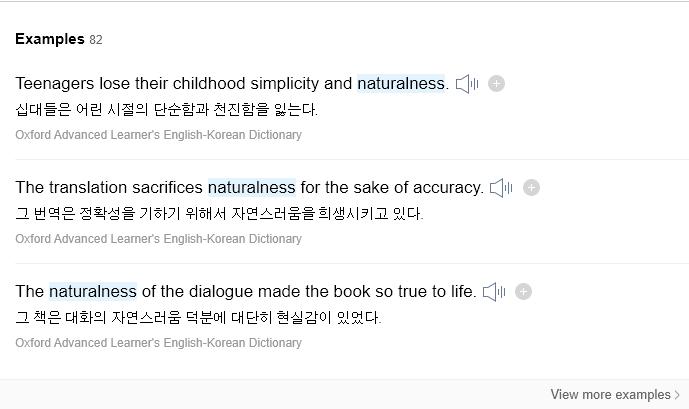 Examples 82
Teenagers lose their childhood simplicity and naturalness.
십대들은 어린 시절의 단순함과 천진함을 잃는다.
Oxford Advanced Learner's English-Korean Dictionary
The translation sacrifices naturalness for the sake of accuracy.
그 번역은 정확성을 기하기 위해서 자연스러움을 희생시키고 있다.
Oxford Advanced Learner's English-Korean Dictionary
The naturalness of the dialogue made the book so true to life.
그 책은 대화의 자연스러움 덕분에 대단히 현실감이 있었다.
Oxford Advanced Learner's English-Korean Dictionary
View more examples